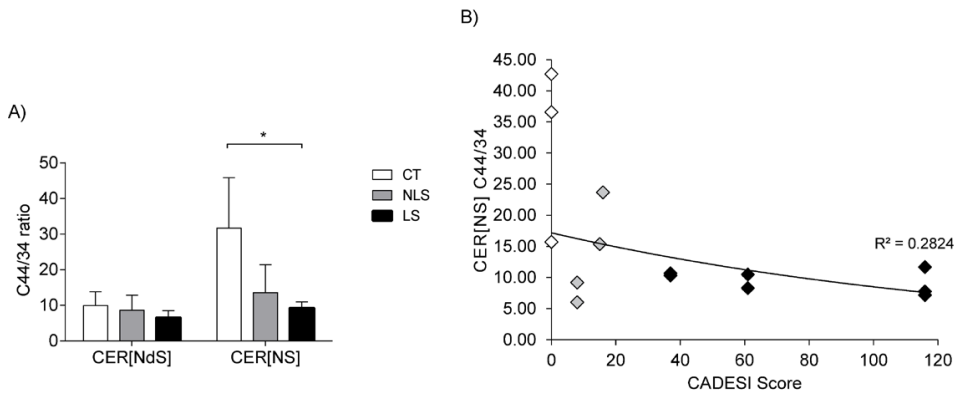 A)
C44/34 ratio
50
40
30
20
10
0
CER[NdS]
CER[NS]
*
CT
NLS
LS
B)
CER[NS] C44/34
45.00
40.00
35.00
30.00
25.00
20.00
15.00
10.00
5.00
0.00
0 20 40 60 80 100 120
CADESI Score
R² = 0.2824